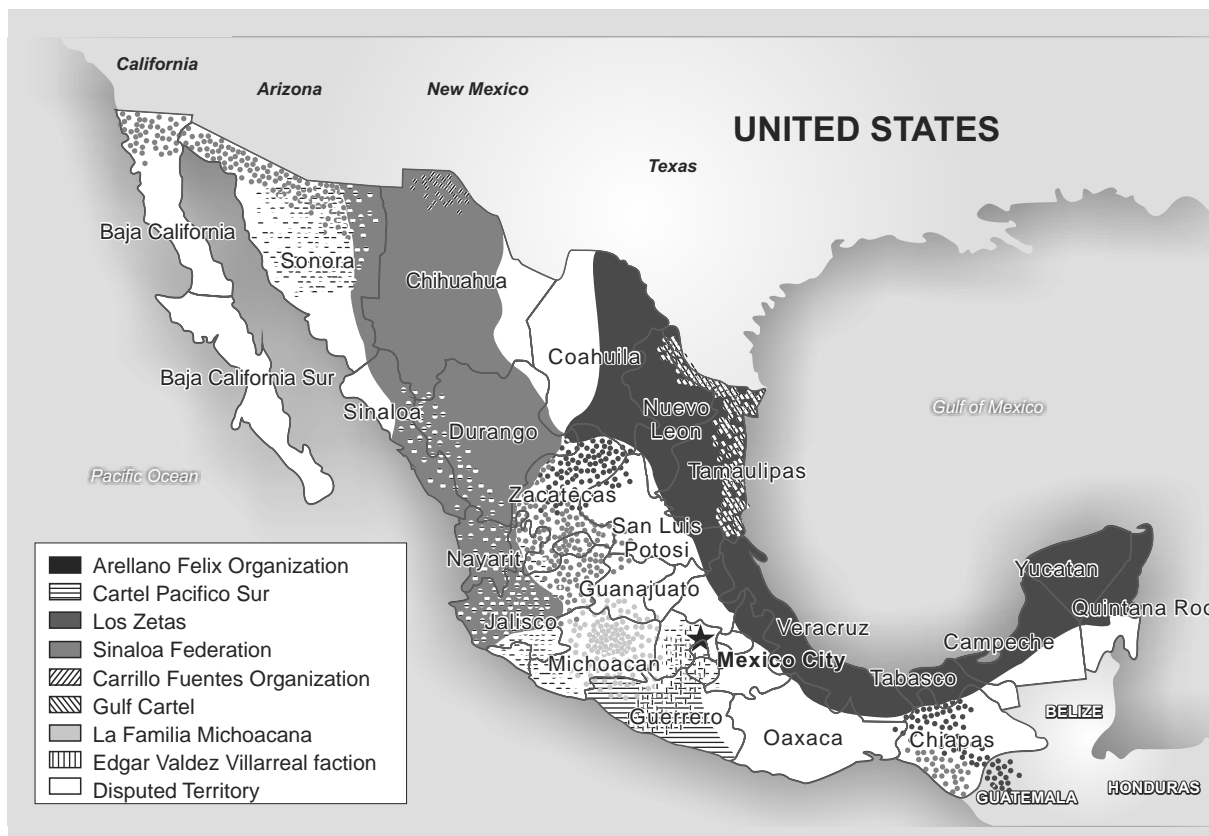 California
Arizona
New Mexico
UNITED STATES
Texas
Baja California
Sonora
Chihuahua
Coahuila
Baja California Sur
Sinaloa
Durango
Nuevo
Leon
Gulf of Mexico
Pacific Ocean
Tamaulipas
Zacatecas
San Luis
Potosi
Nayarit
Guanajuato
Yucatan
Quintana Roo
Jalisco
Veracruz
Campeche
Michoacan
Mexico City
Tabasco
Guerrero
Oaxaca
Chiapas
BELIZE
GUATEMALA
HONDURAS
Arellano Felix Organization
Cartel Pacifico Sur
Los Zetas
Sinaloa Federation
Carrillo Fuentes Organization
Gulf Cartel
La Familia Michoacana
Edgar Valdez Villarreal faction
Disputed Territory